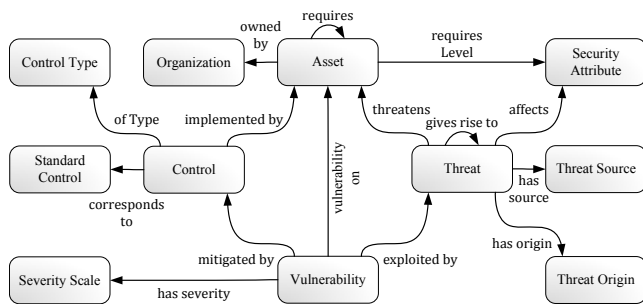 requires
owned
by
requires
Level
Control Type
Organization
Asset
Security
Attribute
of Type
implemented by
threatens
affects
gives rise to
Standard
Control
Control
vulnerability
on
Threat
Threat Source
has
source
corresponds
to
mitigated by
exploited by
has origin
Severity Scale
has severity
Vulnerability
Threat Origin